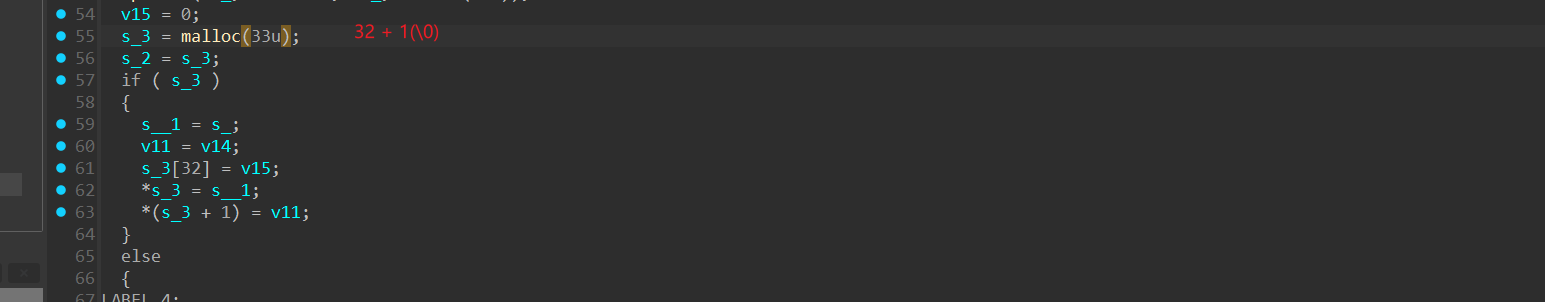 54 v15 = 0;
55 s_3 = malloc(33u); 32 + 1(\0)
56 s_2 = s_3;
57 if ( s_3 )
58 {
59 s__1 = s_;
60 v11 = v14;
61 s_3[32] = v15;
62 *s_3 = s__1;
63 *(s_3 + 1) = v11;
64 }
65 else
66 {
67 LABEL_4: